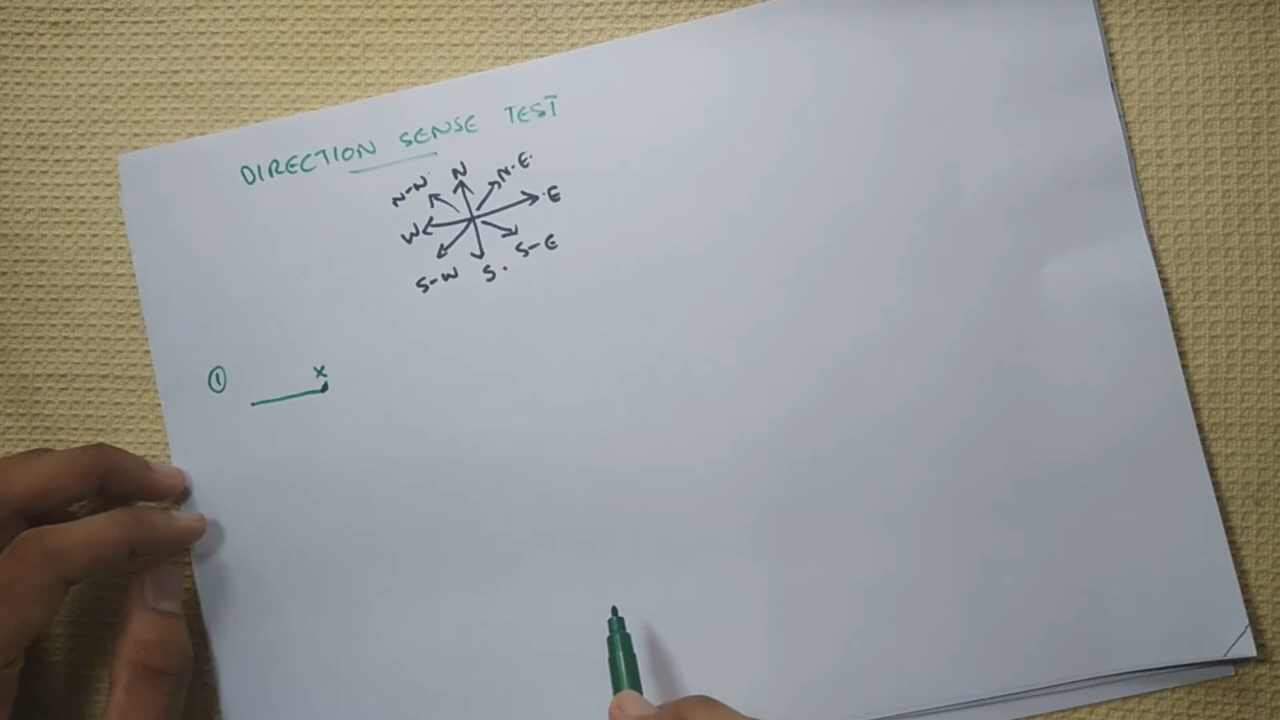 DIRECTION SENSE TEST
N-W
N
N.E.
W
.E
S-W
S.
S-E
① X